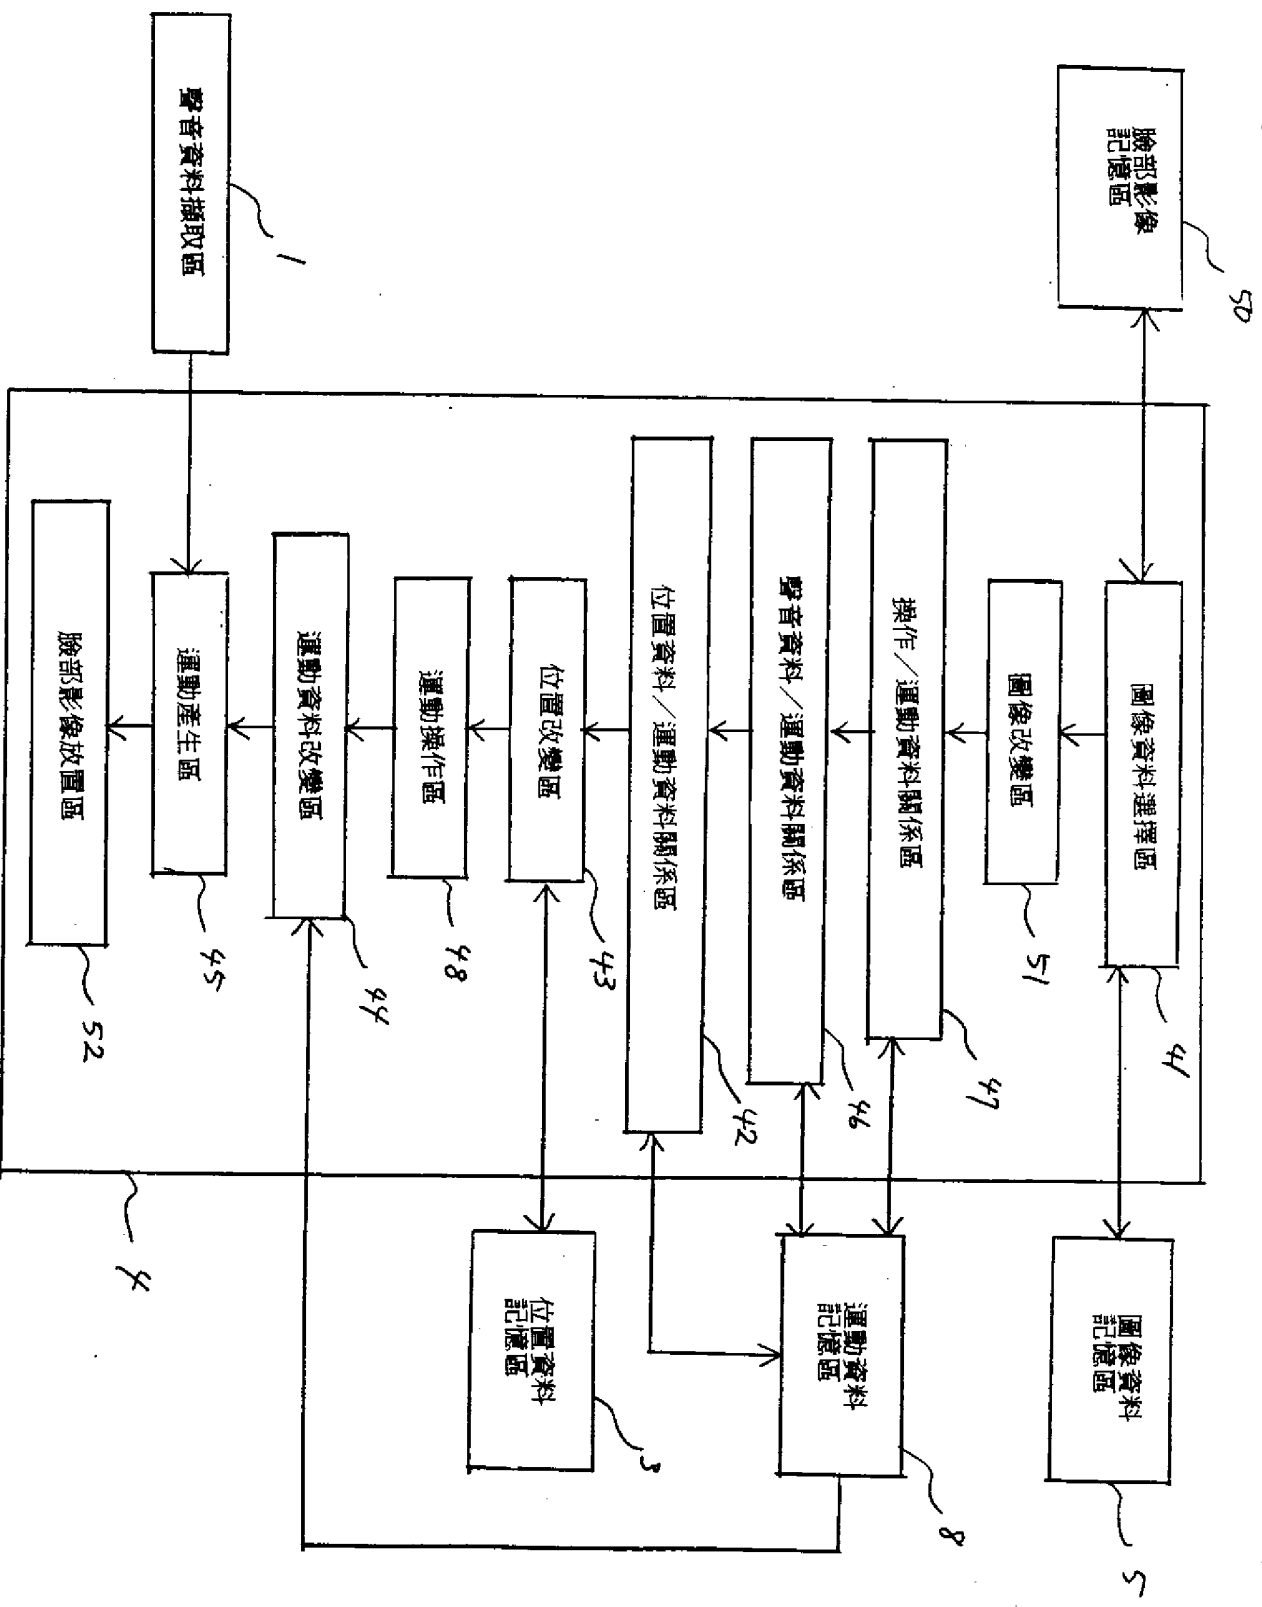 臉部影像
記憶區
50
圖像資料選擇區
41
圖像資料
記憶區
5
圖像改變區
51
操作／運動資料關係區
47
聲音資料／運動資料關係區
46
運動資料
記憶區
8
位置資料／運動資料關係區
42
位置改變區
43
位置資料
記憶區
3
運動操作區
48
運動資料改變區
44
聲音資料擷取區
1
運動產生區
45
臉部影像放置區
52
4